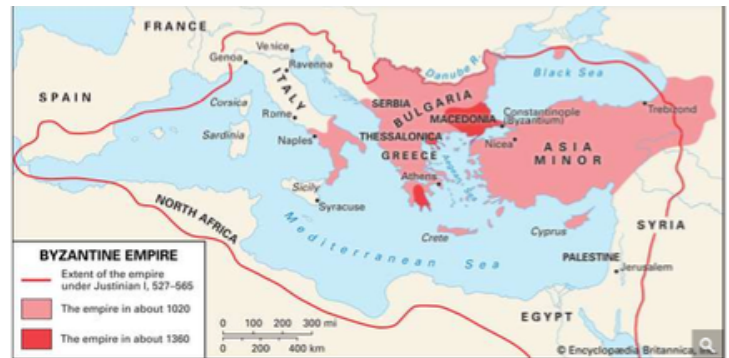 FRANCE
Venice
Genoa
Ravenna
Danube R.
Black Sea
ITALY
SPAIN
Corsica
SERBIA
BULGARIA
Constantinople
(Byzantium)
Trebizond
Rome
MACEDONIA
Sardinia
Naples
THESSALONICA
Nicea
ASIA
MINOR
GREECE
Aegean Sea
Athens
Sicily
Syracuse
NORTH AFRICA
Mediterranean Sea
Crete
Cyprus
SYRIA
PALESTINE
Jerusalem
EGYPT
BYZANTINE EMPIRE
Extent of the empire
under Justinian I, 527–565
The empire in about 1020
The empire in about 1360
0 100 200 300 mi
0 200 400 km
© Encyclopædia Britannica,